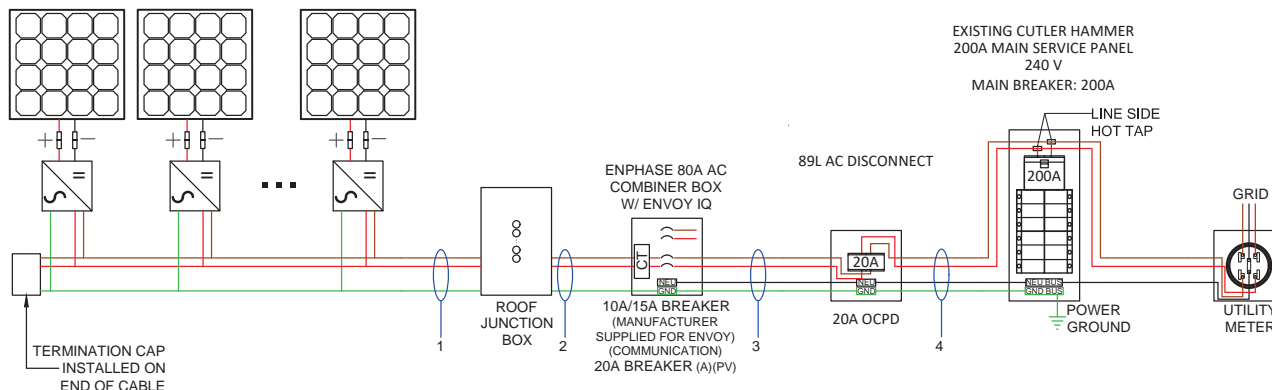 EXISTING CUTLER HAMMER
200A MAIN SERVICE PANEL
240 V
MAIN BREAKER: 200A
LINE SIDE
HOT TAP
+ —
+ —
+ —
89L AC DISCONNECT
ENPHASE 80A AC
COMBINER BOX
W/ ENVOY IQ
200A
GRID
CT
20A
NEU
GND
NEU
GND
NEU BUS
GND BUS
ROOF
JUNCTION
BOX
10A/15A BREAKER
(MANUFACTURER
SUPPLIED FOR ENVOY)
(COMMUNICATION)
20A BREAKER (A)(PV)
20A OCPD
POWER
GROUND
UTILITY
METER
1
2
3
4
TERMINATION CAP
INSTALLED ON
END OF CABLE